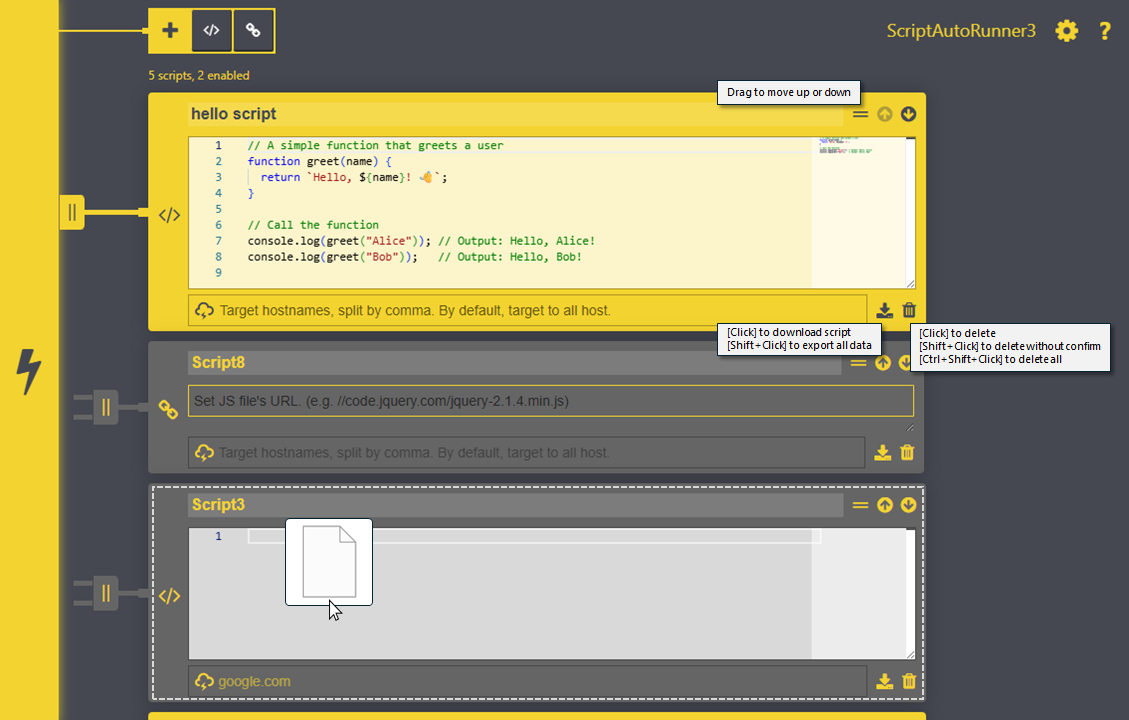 ScriptAutoRunner3
5 scripts, 2 enabled
Drag to move up or down
hello script
1 // A simple function that greets a user
2 function greet(name) {
3 return `Hello, ${name}! 👋`;
4 }
5
6 // Call the function
7 console.log(greet("Alice")); // Output: Hello, Alice!
8 console.log(greet("Bob")); // Output: Hello, Bob!
9
Target hostnames, split by comma. By default, target to all host.
[Click] to download script
[Shift+Click] to export all data
[Click] to delete
[Shift+Click] to delete without confirm
[Ctrl+Shift+Click] to delete all
Script8
Set JS file's URL. (e.g. //code.jquery.com/jquery-2.1.4.min.js)
Target hostnames, split by comma. By default, target to all host.
Script3
1
google.com